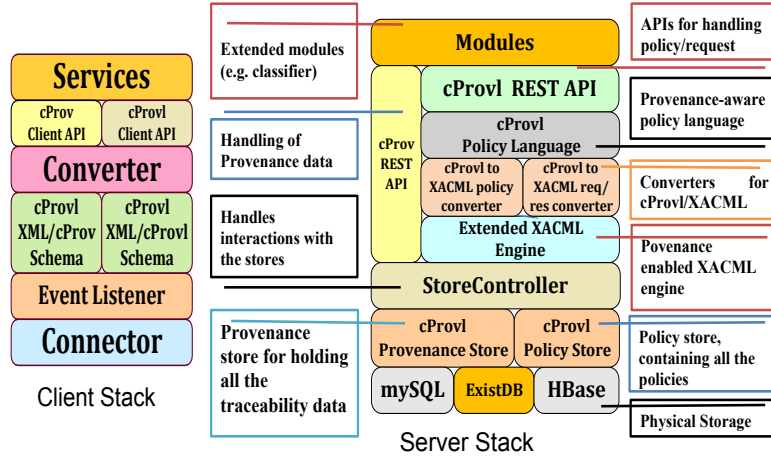 Services
cProv
Client API
cProvl
Client API
Converter
cProvl
XML/cProv
Schema
cProvl
XML/cProvl
Schema
Event Listener
Connector
Client Stack
Extended modules
(e.g. classifier)
Handling of
Provenance data
Handles
interactions with
the stores
Provenance
store for holding
all the
traceability data
Modules
cProv
REST
API
cProvl REST API
cProvl
Policy Language
cProvl to
XACML policy
converter
cProvl to
XACML req/
res converter
Extended XACML
Engine
StoreController
cProvl
Provenance Store
cProvl
Policy Store
mySQL
ExistDB
HBase
Server Stack
APIs for handling
policy/request
Provenance-aware
policy language
Converters for
cProvl/XACML
Povenance
enabled XACML
engine
Policy store,
containing all the
policies
Physical Storage